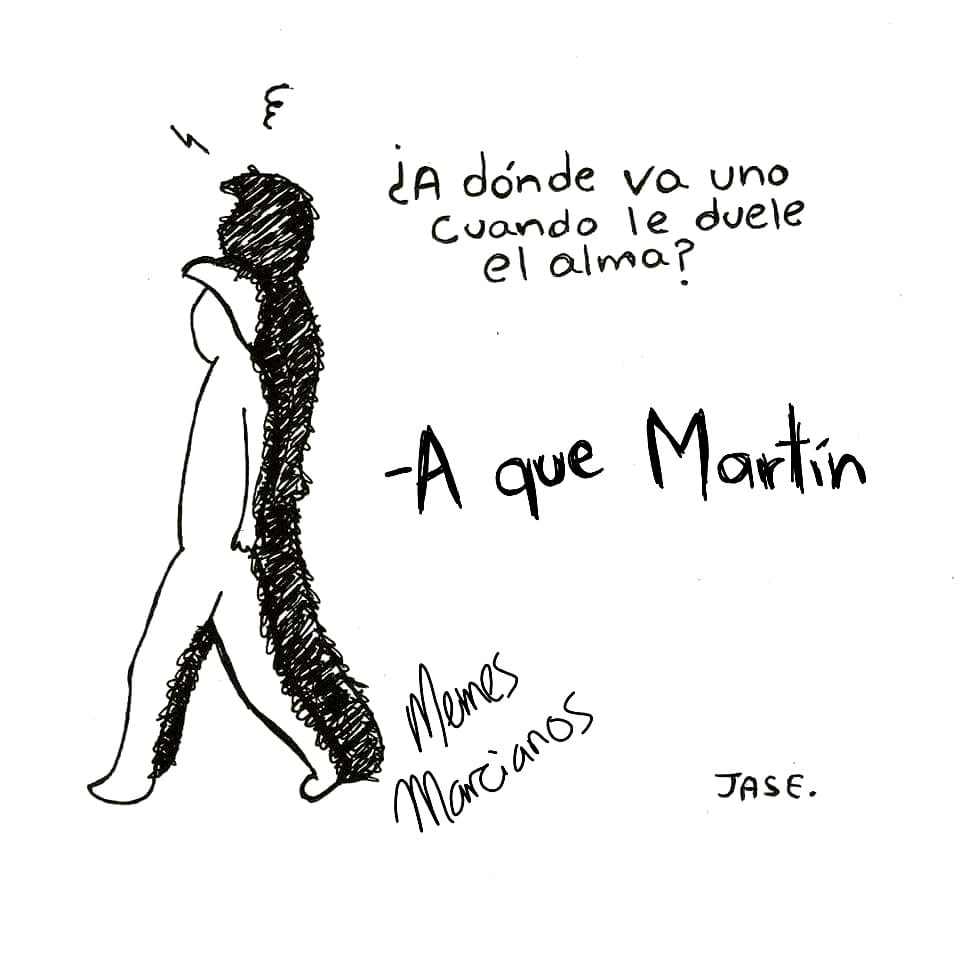 ¿A dónde va uno
cuando le duele
el alma?
-A que Martín
Memes
Marcianos
JASE.